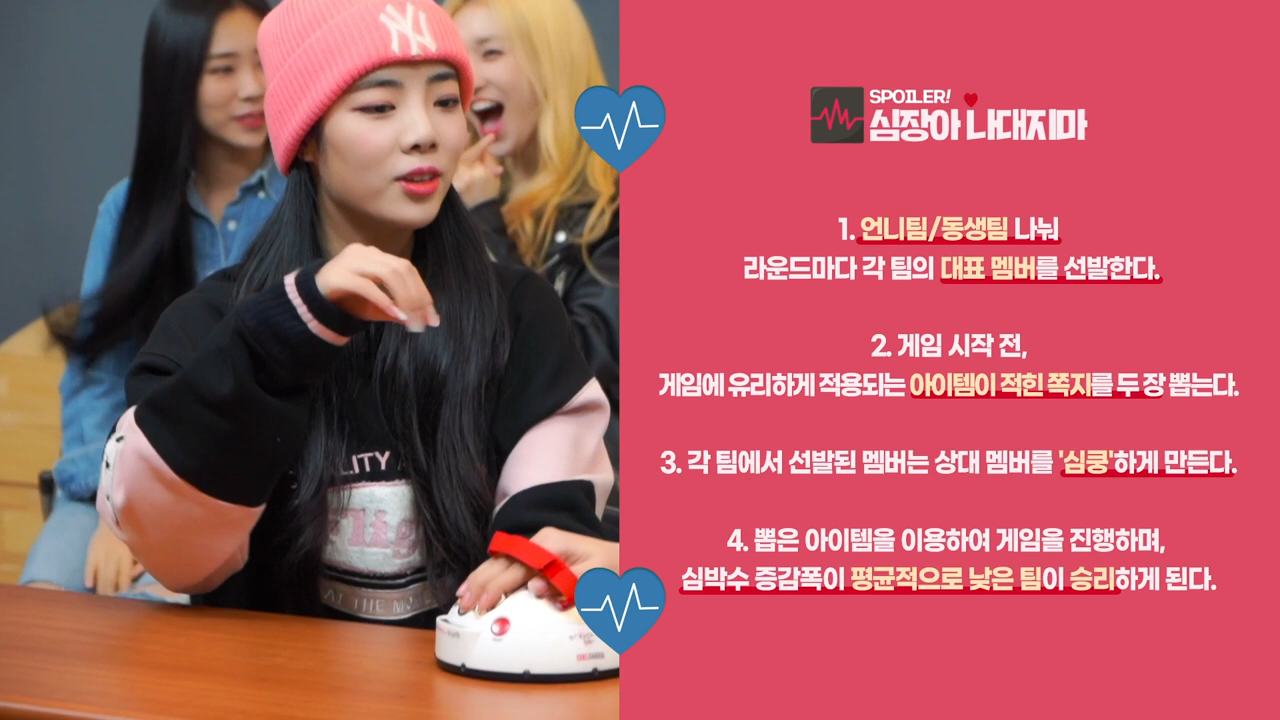 NY
LITY
Flig
AT THE M
SPOILER!
심장아 나대지마
1. 언니팀/동생팀 나눠
라운드마다 각 팀의 대표 멤버를 선발한다.
2. 게임 시작 전,
게임에 유리하게 적용되는 아이템이 적힌 쪽지를 두 장 뽑는다.
3. 각 팀에서 선발된 멤버는 상대 멤버를 '심쿵'하게 만든다.
4. 뽑은 아이템을 이용하여 게임을 진행하며,
심박수 증감폭이 평균적으로 낮은 팀이 승리하게 된다.